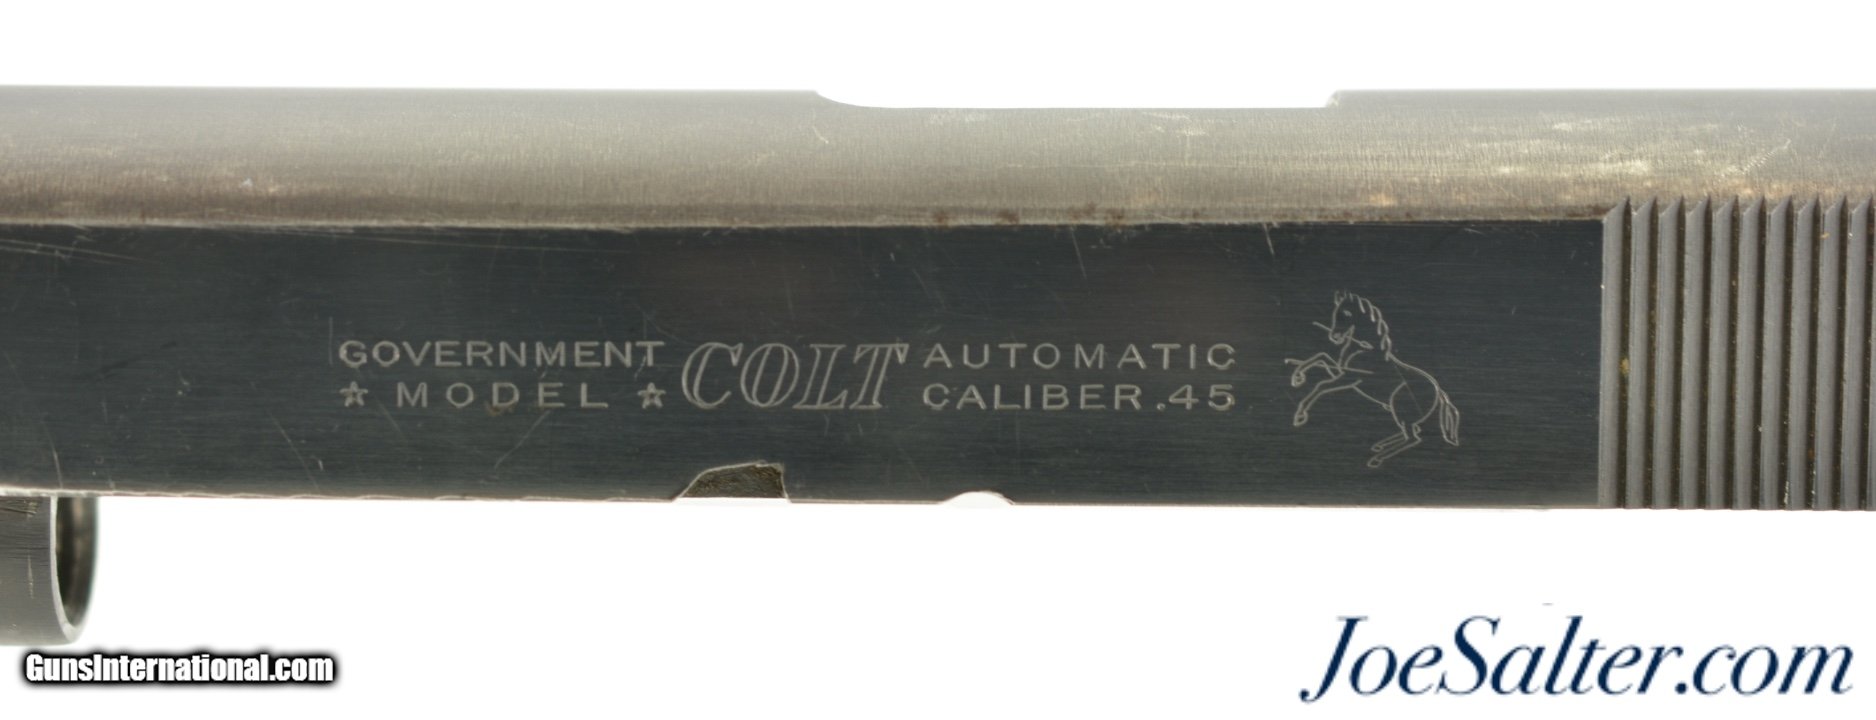 GOVERNMENT COLT AUTOMATIC
☆ MODEL ☆ CALIBER .45
GunsInternational.com
JoeSalter.com